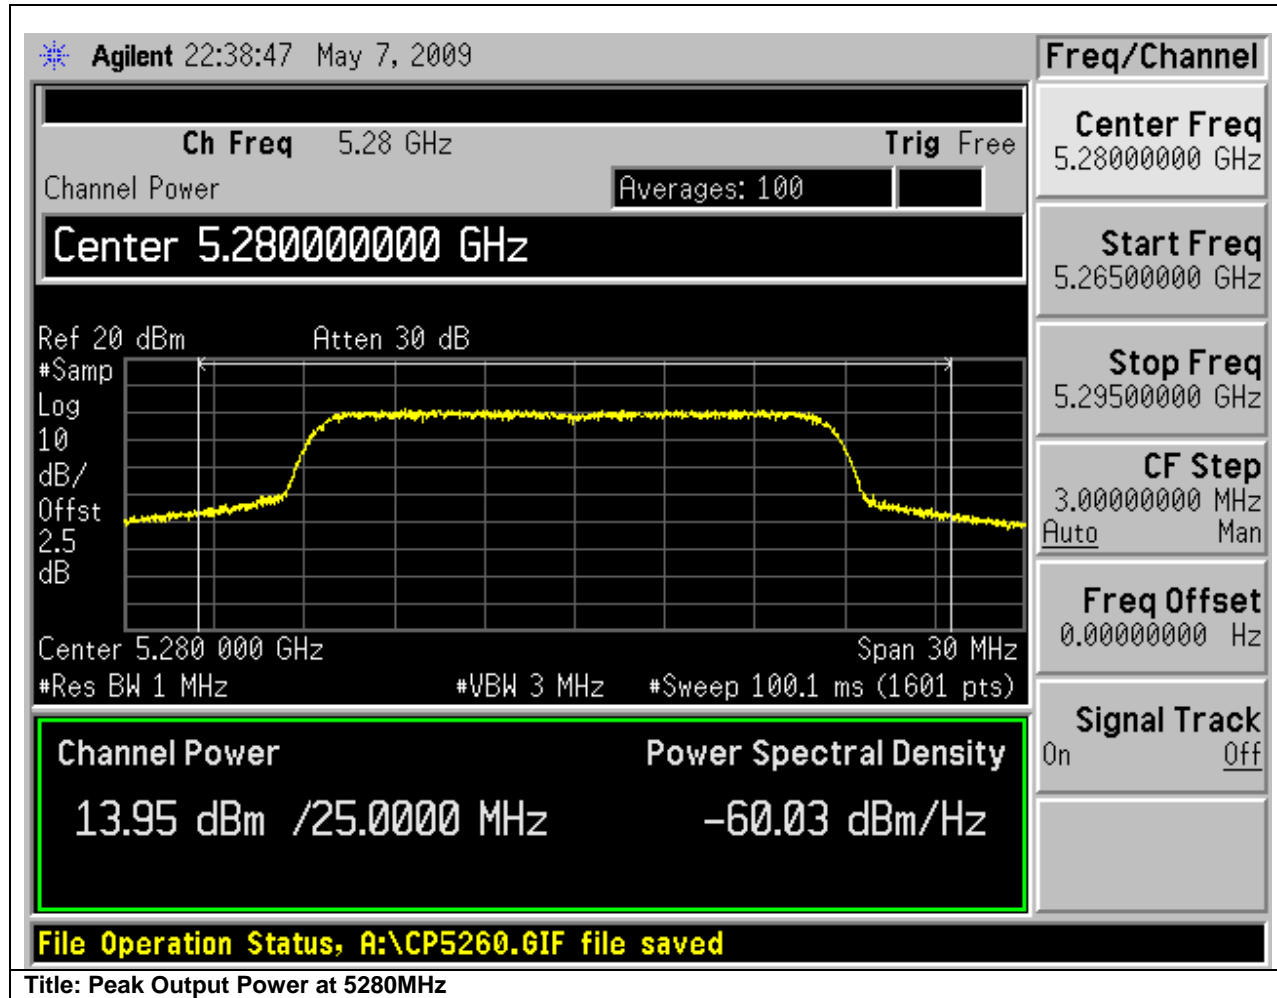 Agilent 22:38:47 May 7, 2009
Freq/Channel
Ch Freq 5.28 GHz Trig Free
Channel Power Averages: 100
Center 5.280000000 GHz
Ref 20 dBm Atten 30 dB
#Samp
Log
10
dB/
Offst
2.5
dB
Center 5.280 000 GHz Span 30 MHz
#Res BW 1 MHz #VBW 3 MHz #Sweep 100.1 ms (1601 pts)
Channel Power Power Spectral Density
13.95 dBm /25.0000 MHz -60.03 dBm/Hz
Center Freq
5.28000000 GHz
Start Freq
5.26500000 GHz
Stop Freq
5.29500000 GHz
CF Step
3.00000000 MHz
Auto Man
Freq Offset
0.00000000 Hz
Signal Track
On Off
File Operation Status, A:\CP5260.GIF file saved
Title: Peak Output Power at 5280MHz